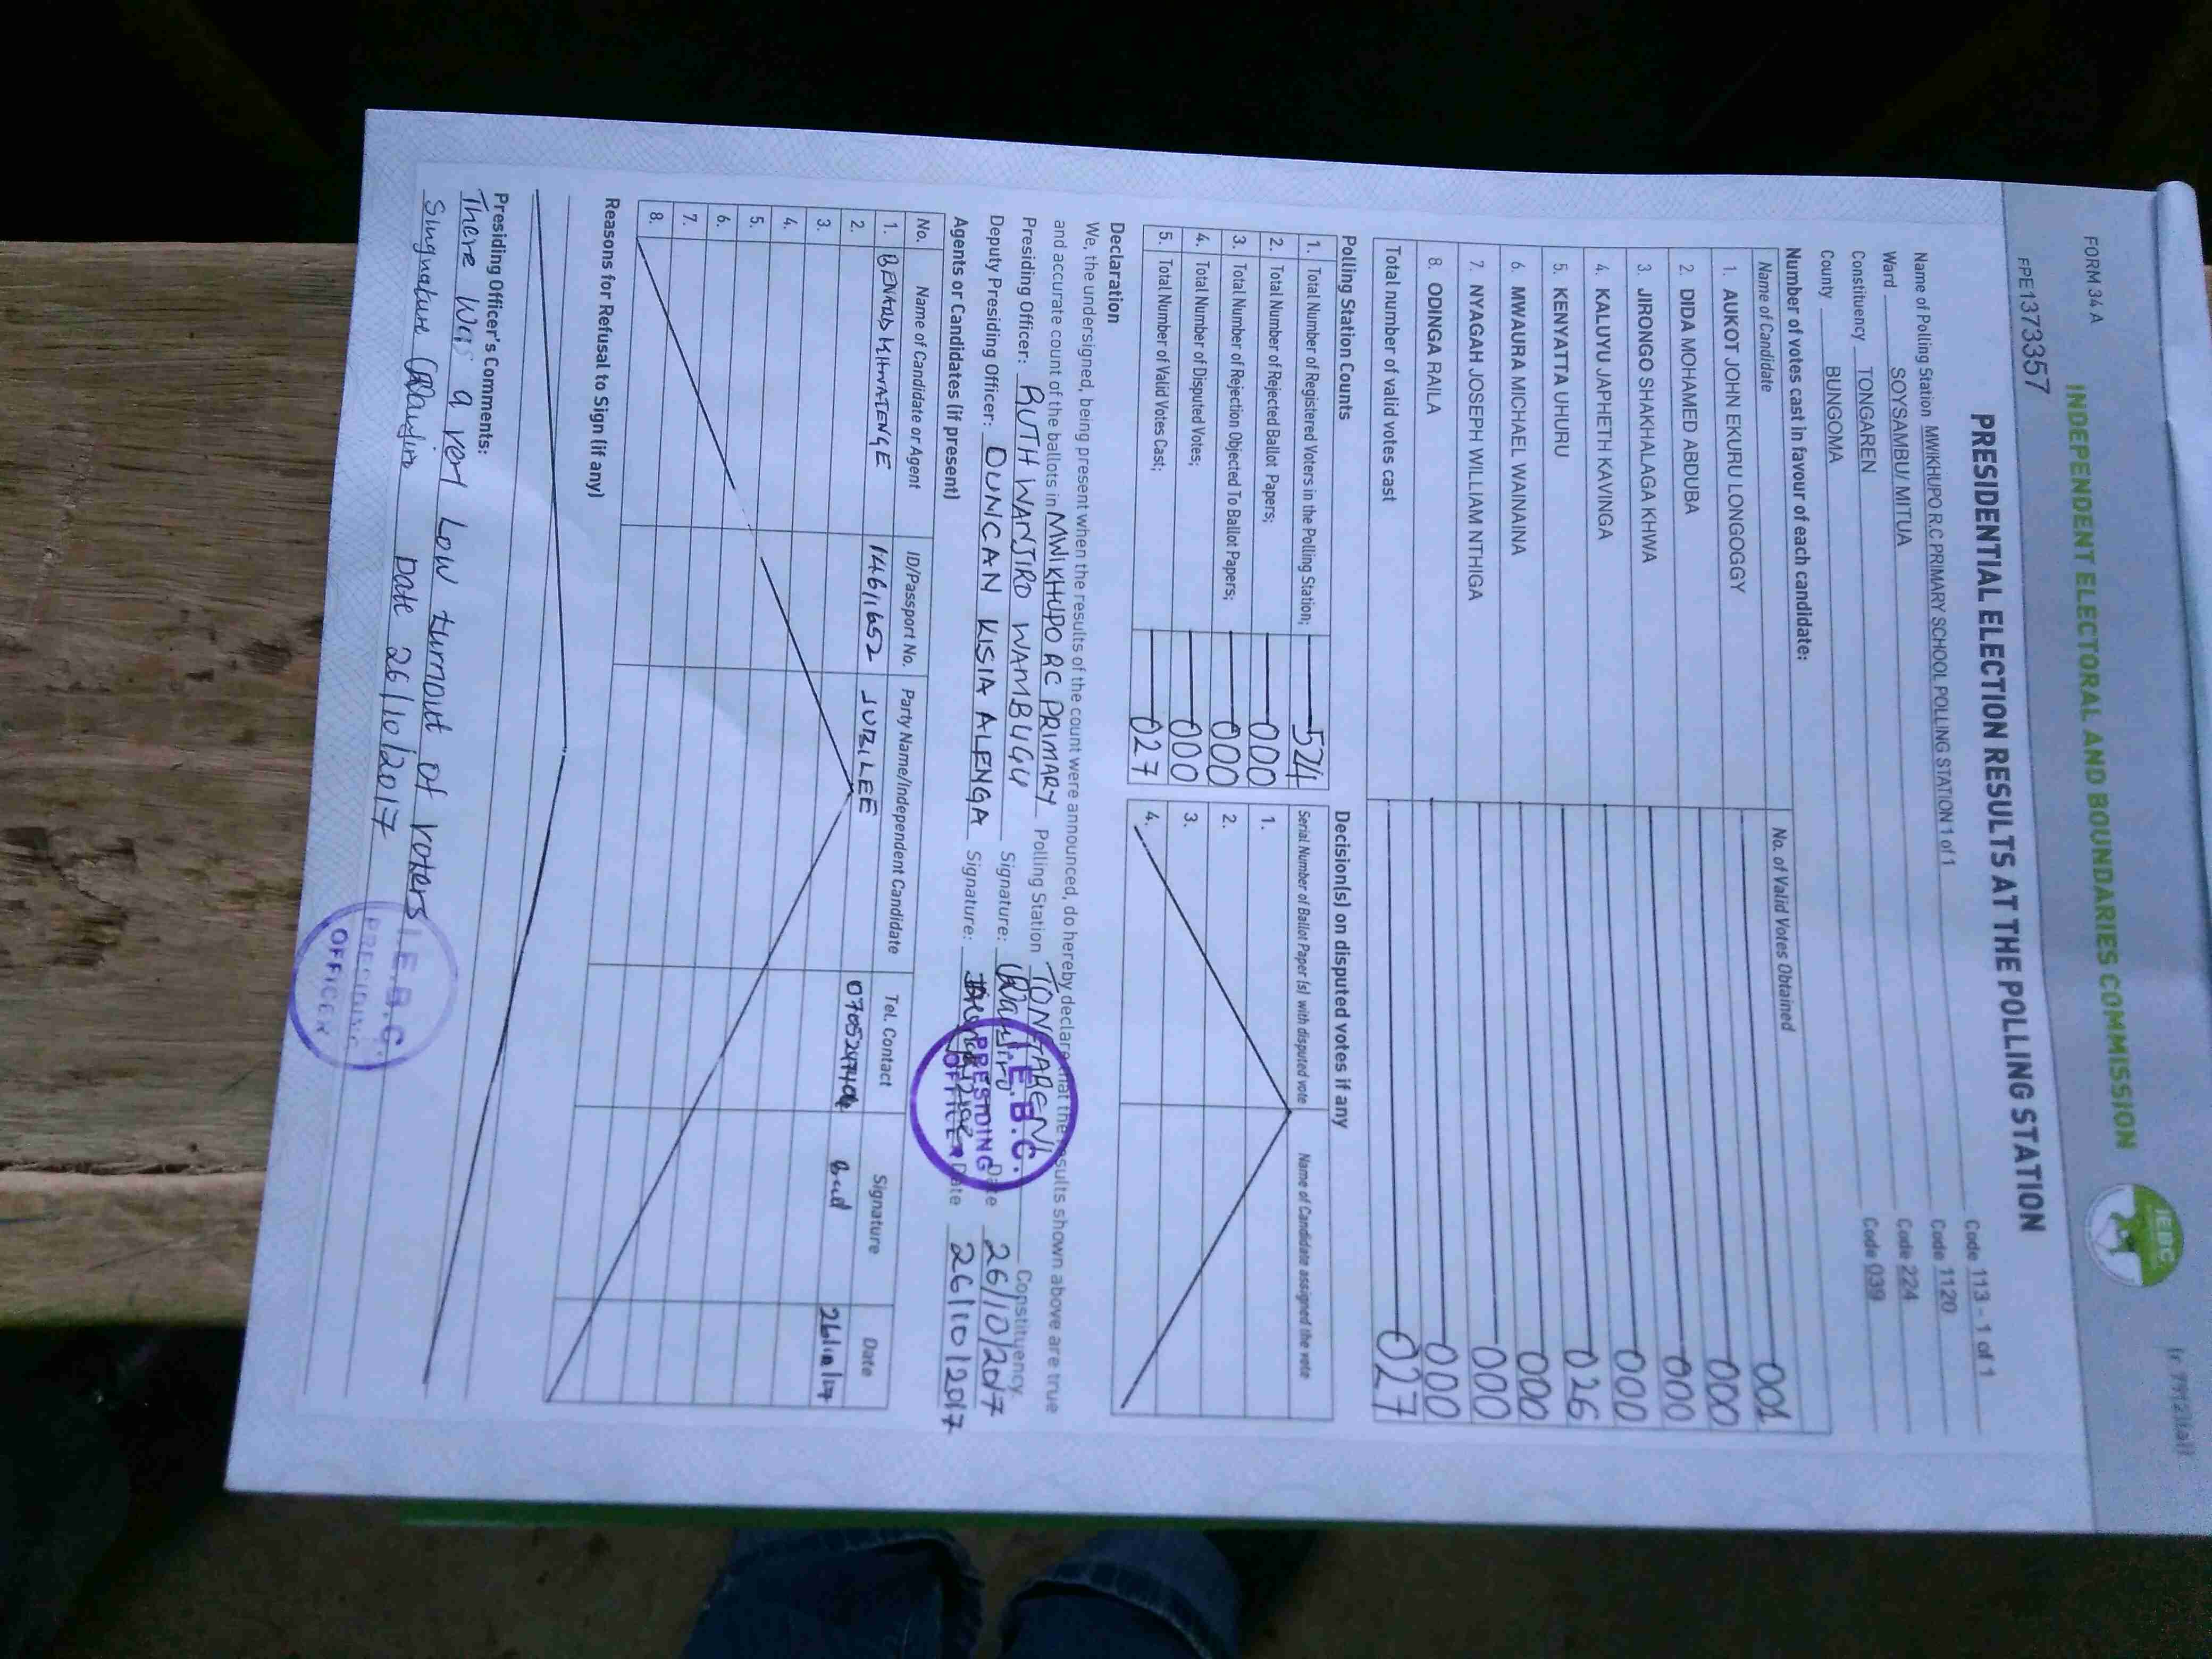 FORM 34 A
INDEPENDENT ELECTORAL AND BOUNDARIES COMMISSION
IEBC
FPE137357
PRESIDENTIAL ELECTION RESULTS AT THE POLLING STATION
Name of Polling Station MWIKHUPO R.C PRIMARY SCHOOL POLLING STATION 1 of 1 Code 113 - 1 of 1
Ward SOYSAMBU/ MITUA Code 1120
Constituency TONGAREN Code 224
County BUNGOMA Code 039
Number of votes cast in favour of each candidate:
Name of Candidate No. of Valid Votes Obtained
1. AUKOT JOHN EKURU LONGOGGY 001
2. DIDA MOHAMED ABDUBA 000
3. JIRONGO SHAKHALAGA KHWA 000
4. KALUYU JAPHETH KAVINGA 000
5. KENYATTA UHURU 026
6. MWAURA MICHAEL WAINAINA 000
7. NYAGAH JOSEPH WILLIAM NTHIGA 000
8. ODINGA RAILA 000
Total number of valid votes cast 027
Polling Station Counts
1. Total Number of Registered Voters in the Polling Station; 524
2. Total Number of Rejected Ballot Papers; 000
3. Total Number of Rejection Objected To Ballot Papers; 000
4. Total Number of Disputed Votes; 000
5. Total Number of Valid Votes Cast; 027
Decision(s) on disputed votes if any
Serial Number of Ballot Paper (s) with disputed vote Name of Candidate assigned the vote
1.
2.
3.
4.
Declaration
We, the undersigned, being present when the results of the count were announced, do hereby declare that the results shown above are true
and accurate count of the ballots in MWIKHUPO RC PRIMARY Polling Station TONGAREN Constituency
Presiding Officer: RUTH WANJIRO WAMBUGU Signature: Wanjiro Date 26/10/2017
Deputy Presiding Officer: DUNCAN KISIA ALENGA Signature: Date 26/10/2017
I.E.B.C.
PRESIDING
OFFICER
Agents or Candidates (if present)
No. Name of Candidate or Agent ID/Passport No. Party Name/Independent Candidate Tel. Contact Signature Date
1. 14611652 JUBILEE 26/10/17
2.
3.
4.
5.
6.
7.
8.
Reasons for Refusal to Sign (if any)
Presiding Officer's Comments:
There Was a very Low turnout of voters
Singnature Wanjiro Date 26/10/2017
I.E.B.C.
PRESIDING
OFFICER